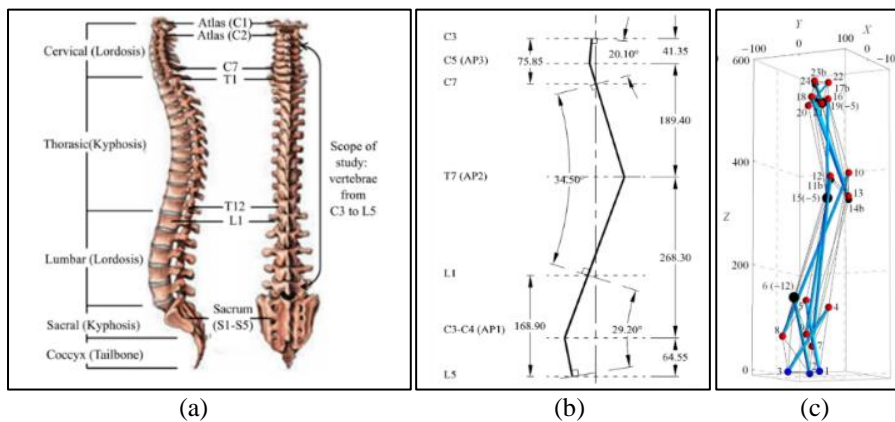 Atlas (C1)
Atlas (C2)
Cervical (Lordosis)
C7
T1
Thorasic(Kyphosis)
Scope of
study:
vertebrae
from
C3 to L5
T12
L1
Lumbar (Lordosis)
Sacrum
(S1-S5)
Sacral (Kyphosis)
Coccyx (Tailbone)
(a)
C3
75.85
20.10°
41.35
C5 (AP3)
C7
189.40
T7 (AP2)
34.50°
268.30
L1
168.90
29.20°
C3-C4 (AP1)
64.55
L5
(b)
Y
X
−100
0
100
100
0
600
23b
24
22
17b
18
16
19(−5)
20
400
12
10
11b
13
15(−5)
14b
Z
200
6 (−12)
5
4
8
9
7
0
3
2
1
(c)